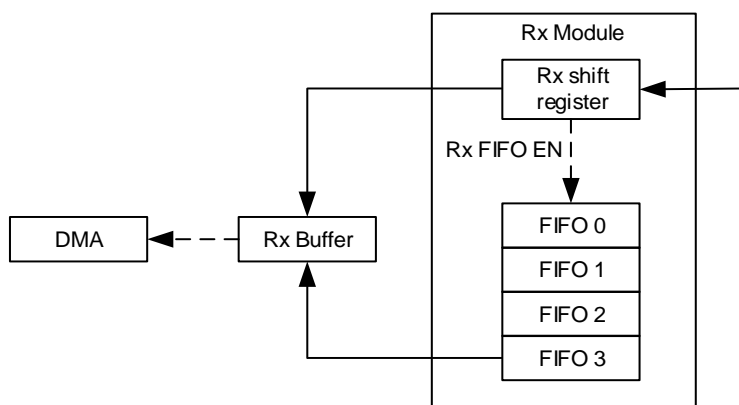 Rx Module
Rx shift
register
Rx FIFO EN
FIFO 0
DMA
Rx Buffer
FIFO 1
FIFO 2
FIFO 3